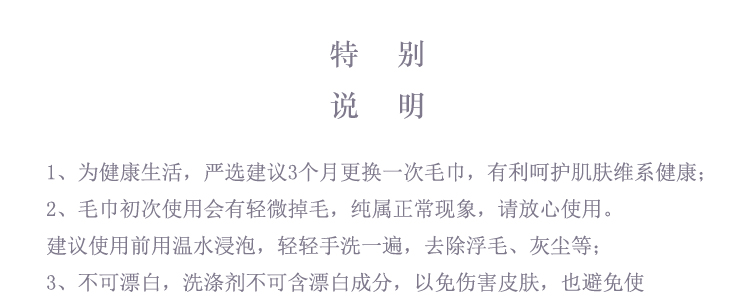 特 别
说 明
1、为健康生活，严选建议3个月更换一次毛巾，有利呵护肌肤维系健康；
2、毛巾初次使用会有轻微掉毛，纯属正常现象，请放心使用。
建议使用前用温水浸泡，轻轻手洗一遍，去除浮毛、灰尘等；
3、不可漂白，洗涤剂不可含漂白成分，以免伤害皮肤，也避免使